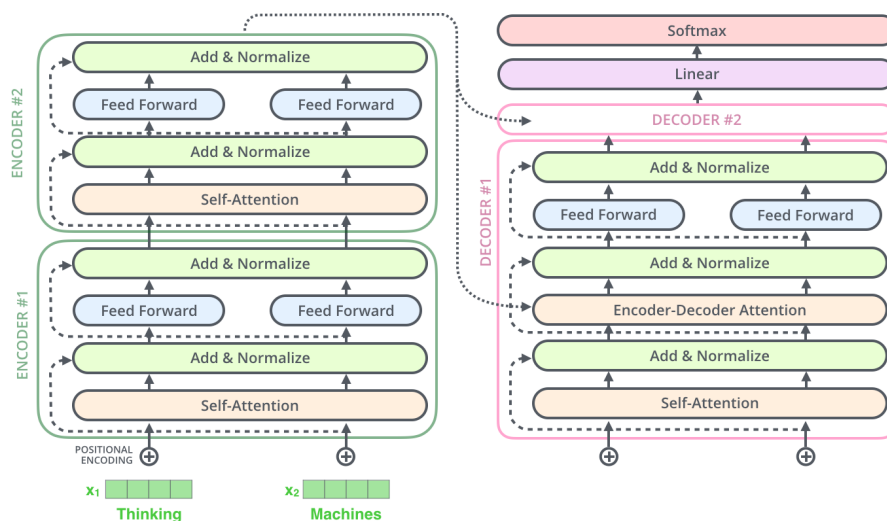 ENCODER #2
Add & Normalize
Feed Forward
Feed Forward
Add & Normalize
Self-Attention
ENCODER #1
Add & Normalize
Feed Forward
Feed Forward
Add & Normalize
Self-Attention
POSITIONAL
ENCODING
x₁
x₂
Thinking
Machines
Softmax
Linear
DECODER #2
DECODER #1
Add & Normalize
Feed Forward
Feed Forward
Add & Normalize
Encoder-Decoder Attention
Add & Normalize
Self-Attention